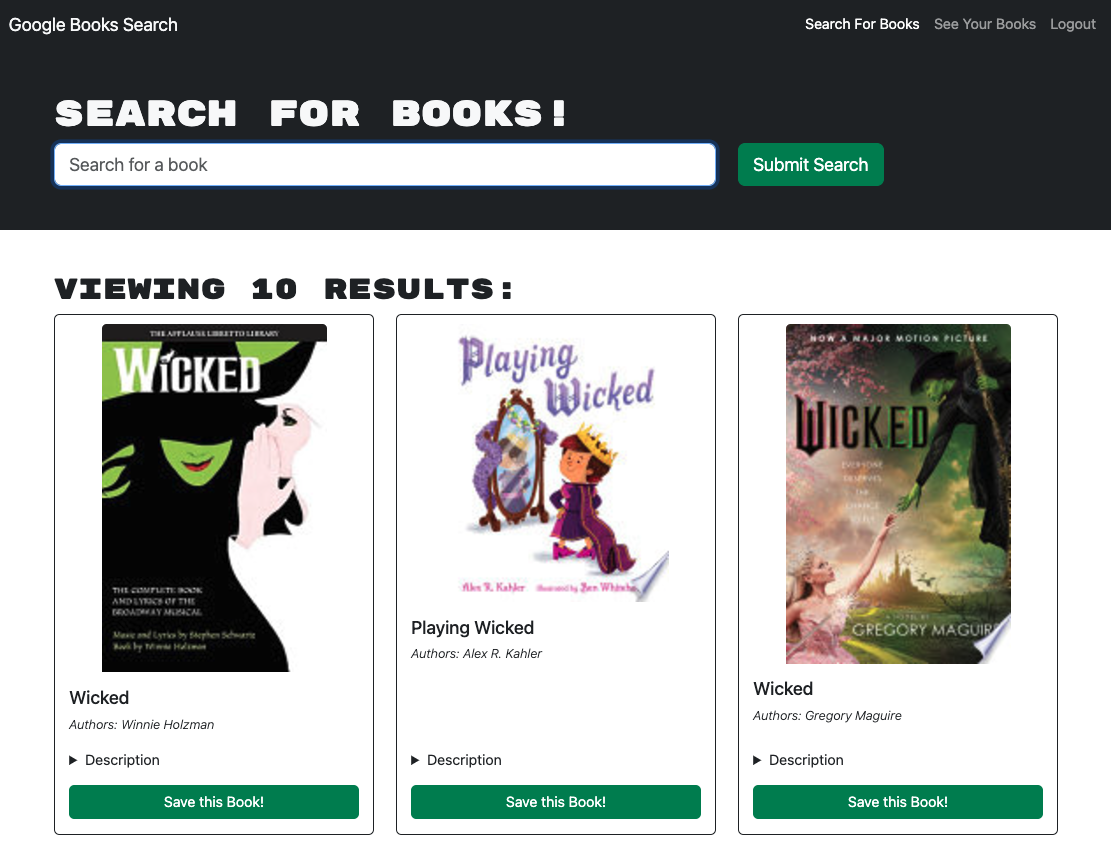 Google Books Search
Search For Books
See Your Books
Logout
SEARCH FOR BOOKS!
Search for a book
Submit Search
VIEWING 10 RESULTS:
THE APPLAUSE LIBRETTO LIBRARY
WICKED
THE COMPLETE BOOK
AND LYRICS OF THE
BROADWAY MUSICAL
Music and Lyrics by Stephen Schwartz
Book by Winnie Holzman
Wicked
Authors: Winnie Holzman
Description
Save this Book!
Playing
Wicked
Alex R. Kahler
illustrated by Ben
Playing Wicked
Authors: Alex R. Kahler
Description
Save this Book!
NOW A MAJOR MOTION PICTURE
WICKED
EVERYONE
DESERVES
THE
CHANCE
TO FLY
A NOVEL BY
GREGORY MAGUIRE
Wicked
Authors: Gregory Maguire
Description
Save this Book!